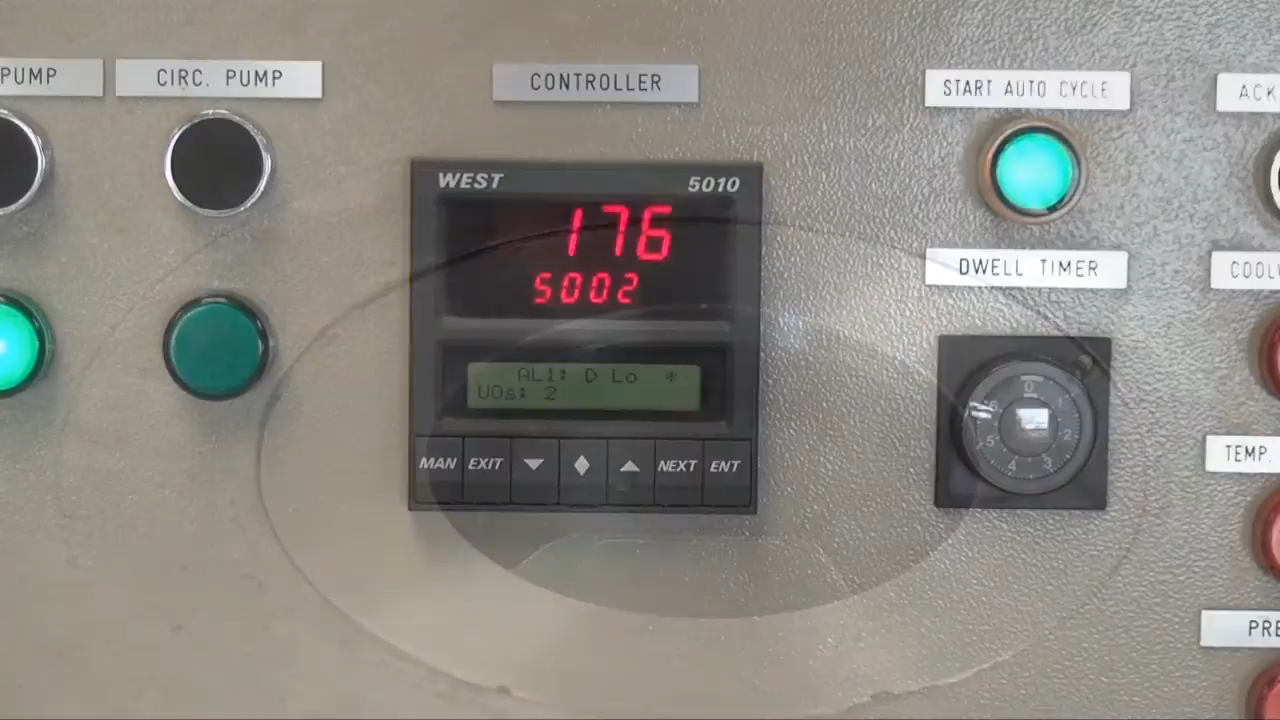 PUMP
CIRC. PUMP
CONTROLLER
START AUTO CYCLE
ACK
WEST 5010
176
5002
AL1: D Lo *
UOs: 2
MAN EXIT NEXT ENT
DWELL TIMER
0 1 2 3 4 5 6
COOL
TEMP.
PRE